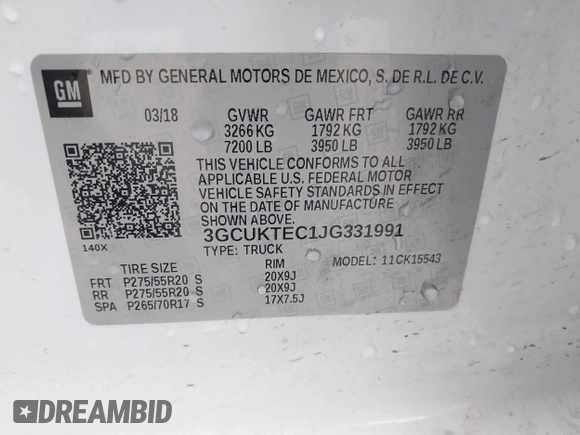 GM
MFD BY GENERAL MOTORS DE MEXICO, S. DE R.L. DE C.V.
03/18 GVWR GAWR FRT GAWR RR
3266 KG 1792 KG 1792 KG
7200 LB 3950 LB 3950 LB
THIS VEHICLE CONFORMS TO ALL
APPLICABLE U.S. FEDERAL MOTOR
VEHICLE SAFETY STANDARDS IN EFFECT
ON THE DATE OF MANUFACTURE
SHOWN ABOVE.
3GCUKTEC1JG331991
140X TYPE: TRUCK MODEL: 11CK15543
TIRE SIZE RIM
FRT P275/55R20 S 20X9J
RR P275/55R20 S 20X9J
SPA P265/70R17 S 17X7.5J
DREAMBID